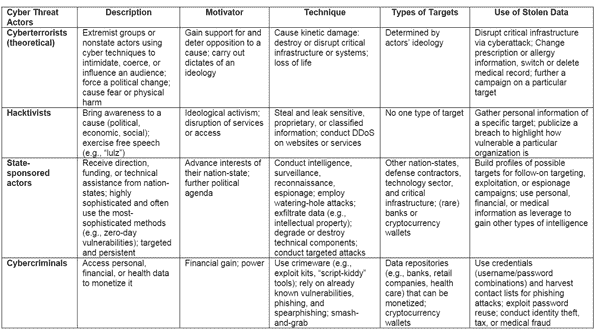 Cyber Threat Actors
Description
Motivator
Technique
Types of Targets
Use of Stolen Data
Cyberterrorists (theoretical)
Extremist groups or
nonstate actors using
cyber techniques to
intimidate, coerce, or
influence an audience;
force a political change;
cause fear or physical
harm
Gain support for and
deter opposition to a
cause; carry out
dictates of an
ideology
Cause kinetic damage:
destroy or disrupt critical
infrastructure or systems;
loss of life
Determined by
actors' ideology
Disrupt critical infrastructure
via cyberattack; Change
prescription or allergy
information, switch or delete
medical record; further a
campaign on a particular
target
Hacktivists
Bring awareness to a
cause (political,
economic, social);
exercise free speech
(e.g., "lulz")
Ideological activism;
disruption of services
or access
Steal and leak sensitive,
proprietary, or classified
information; conduct DDoS
on websites or services
No one type of target
Gather personal information of
a specific target; publicize a
breach to highlight how
vulnerable a particular
organization is
State-
sponsored
actors
Receive direction,
funding, or technical
assistance from nation-
states; highly
sophisticated and often
use the most-
sophisticated methods
(e.g., zero-day
vulnerabilities); targeted
and persistent
Advance interests of
their nation-state;
further political
agenda
Conduct intelligence,
surveillance,
reconnaissance,
espionage; employ
watering-hole attacks;
exfiltrate data (e.g.,
intellectual property);
degrade or destroy
technical components;
conduct targeted attacks
Other nation-states,
defense contractors,
technology sector,
and critical
infrastructure; (rare)
banks or
cryptocurrency
wallets
Build profiles of possible
targets for follow-on targeting,
exploitation, or espionage
campaigns; use personal,
financial, or medical
information as leverage to
gain other types of intelligence
Cybercriminals
Access personal,
financial, or health data
to monetize it
Financial gain; power
Use crimeware (e.g.,
exploit kits, "script-kiddy"
tools); rely on already
known vulnerabilities,
phishing, and
spearphishing; smash-
and-grab
Data repositories
(e.g., banks, retail
companies, health
care) that can be
monetized;
cryptocurrency
wallets
Use credentials
(username/password
combinations) and harvest
contact lists for phishing
attacks; exploit password
reuse; conduct identity theft,
tax, or medical fraud